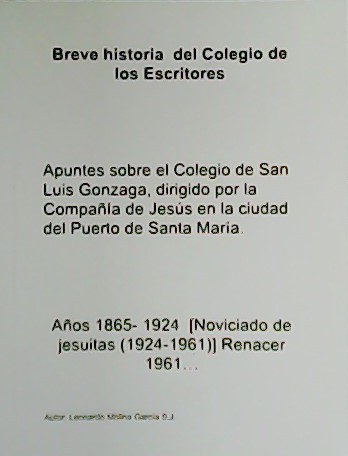 Breve historia del Colegio de
los Escritores
Apuntes sobre el Colegio de San
Luis Gonzaga, dirigido por la
Compañía de Jesús en la ciudad
del Puerto de Santa María.
Años 1865- 1924 [Noviciado de
jesuitas (1924-1961)] Renacer
1961...
Autor: Leonardo Molina García S.J.